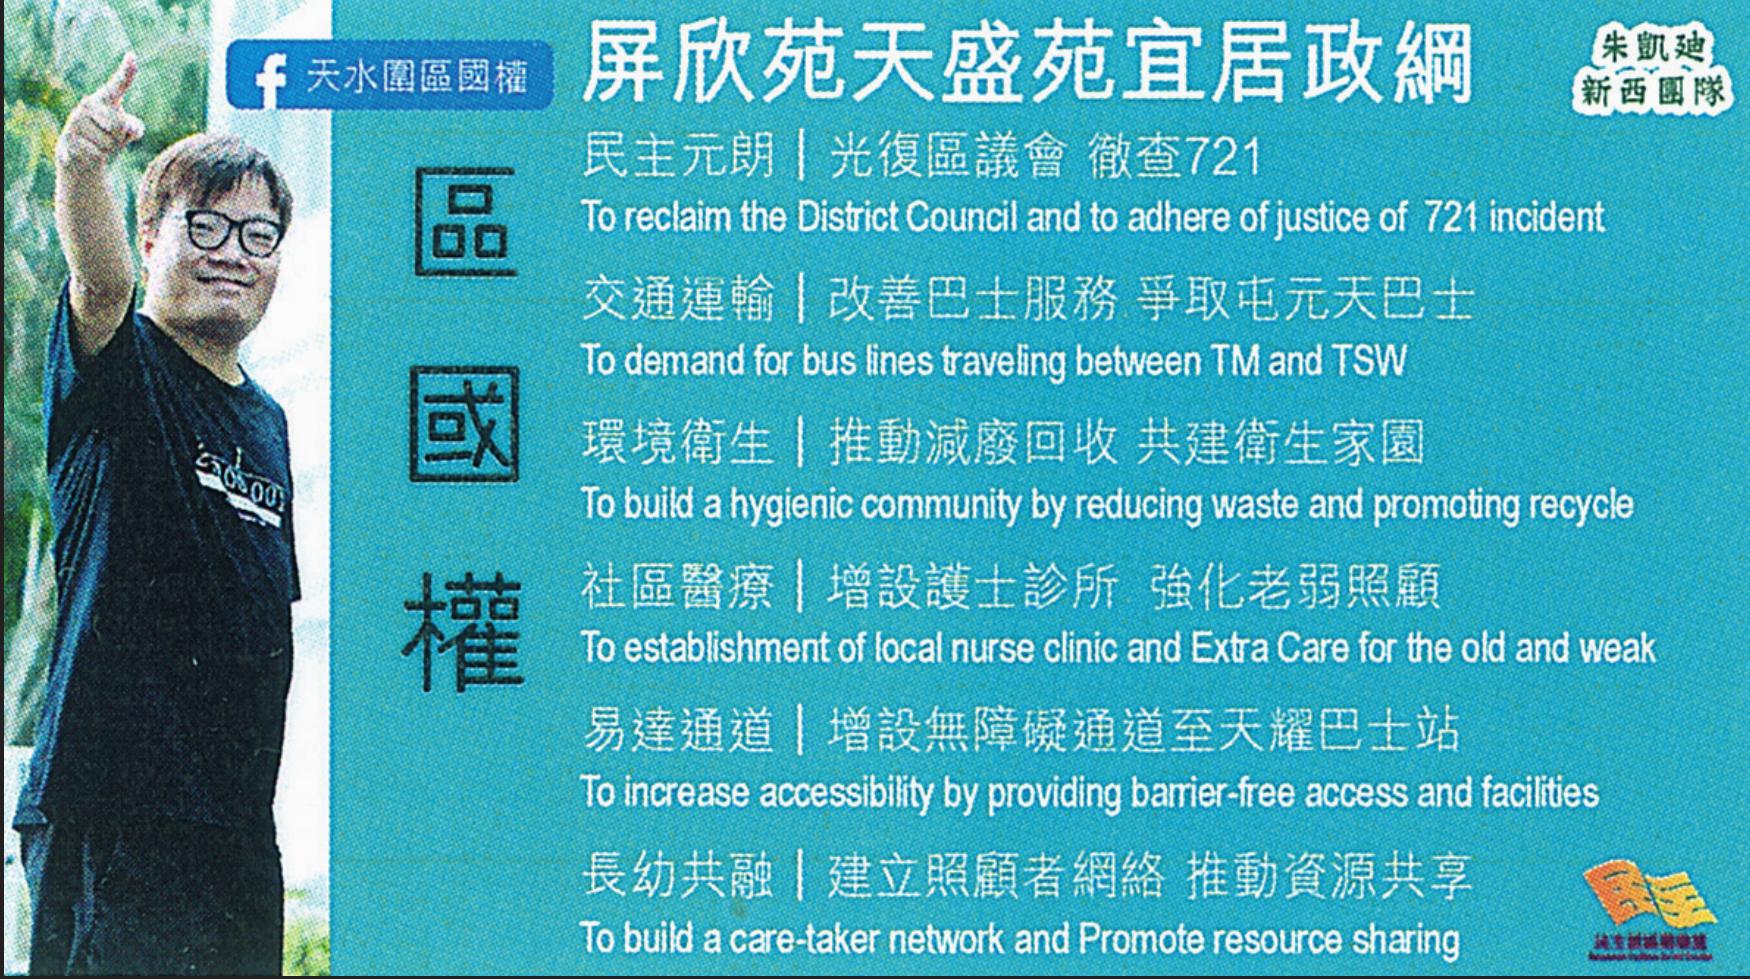 天水圍區國權
屏欣苑天盛苑宜居政綱
朱凱廸
新西團隊
區
國
權
民主元朗｜光復區議會 徹查721
To reclaim the District Council and to adhere of justice of 721 incident
交通運輸｜改善巴士服務 爭取屯元天巴士
To demand for bus lines traveling between TM and TSW
環境衛生｜推動減廢回收 共建衛生家園
To build a hygienic community by reducing waste and promoting recycle
社區醫療｜增設護士診所 強化老弱照顧
To establishment of local nurse clinic and Extra Care for the old and weak
易達通道｜增設無障礙通道至天耀巴士站
To increase accessibility by providing barrier-free access and facilities
長幼共融｜建立照顧者網絡 推動資源共享
To build a care-taker network and Promote resource sharing
民主